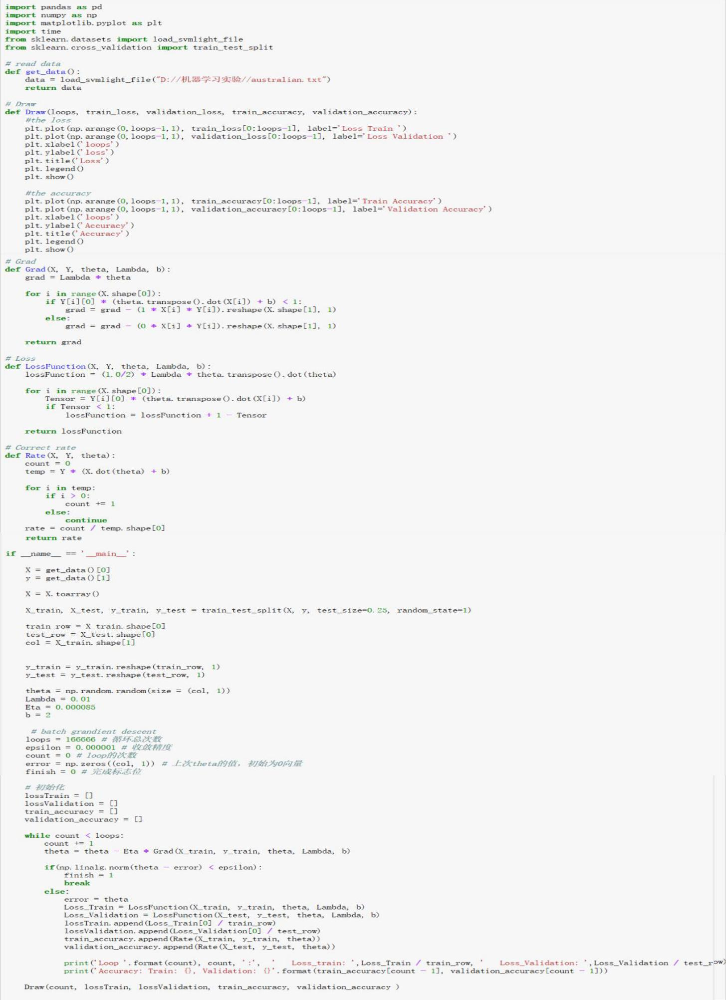 import pandas as pd
import numpy as np
import matplotlib.pyplot as plt
import time
from sklearn.datasets import load_svmlight_file
from sklearn.cross_validation import train_test_split
# read data
def get_data():
    data = load_svmlight_file("D://机器学习实验//australian.txt")
    return data
# Draw
def Draw(loops, train_loss, validation_loss, train_accuracy, validation_accuracy):
    #the loss
    plt.plot(np.arange(0,loops-1,1), train_loss[0:loops-1], label='Loss Train ')
    plt.plot(np.arange(0,loops-1,1), validation_loss[0:loops-1], label='Loss Validation ')
    plt.xlabel('loops')
    plt.ylabel('loss')
    plt.title('Loss')
    plt.legend()
    plt.show()
    #the accuracy
    plt.plot(np.arange(0,loops-1,1), train_accuracy[0:loops-1], label='Train Accuracy')
    plt.plot(np.arange(0,loops-1,1), validation_accuracy[0:loops-1], label='Validation Accuracy')
    plt.xlabel('loops')
    plt.ylabel('Accuracy')
    plt.title('Accuracy')
    plt.legend()
    plt.show()
# Grad
def Grad(X, Y, theta, Lambda, b):
    grad = Lambda * theta
    for i in range(X.shape[0]):
        if Y[i][0] * (theta.transpose().dot(X[i]) + b) < 1:
            grad = grad - (1 * X[i] * Y[i]).reshape(X.shape[1], 1)
        else:
            grad = grad - (0 * X[i] * Y[i]).reshape(X.shape[1], 1)
    return grad
# Loss
def LossFunction(X, Y, theta, Lambda, b):
    lossFunction = (1.0/2) * Lambda * theta.transpose().dot(theta)
    for i in range(X.shape[0]):
        Tensor = Y[i][0] * (theta.transpose().dot(X[i]) + b)
        if Tensor < 1:
            lossFunction = lossFunction + 1 - Tensor
    return lossFunction
# Correct rate
def Rate(X, Y, theta):
    count = 0
    temp = Y * (X.dot(theta) + b)
    for i in temp:
        if i > 0:
            count += 1
        else:
            continue
    rate = count / temp.shape[0]
    return rate
if __name__ == '__main__':
    X = get_data()[0]
    y = get_data()[1]
    X = X.toarray()
    X_train, X_test, y_train, y_test = train_test_split(X, y, test_size=0.25, random_state=1)
    train_row = X_train.shape[0]
    test_row = X_test.shape[0]
    col = X_train.shape[1]
    y_train = y_train.reshape(train_row, 1)
    y_test = y_test.reshape(test_row, 1)
    theta = np.random.random(size = (col, 1))
    Lambda = 0.01
    Eta = 0.000085
    b = 2
     # batch grandient descent
    loops = 166666 # 循环总次数
    epsilon = 0.000001 # 收敛精度
    count = 0 # loop的次数
    error = np.zeros((col, 1)) # 上次theta的值，初始为0向量
    finish = 0 # 完成标志位
    # 初始化
    lossTrain = []
    lossValidation = []
    train_accuracy = []
    validation_accuracy = []
    while count < loops:
        count += 1
        theta = theta - Eta * Grad(X_train, y_train, theta, Lambda, b)
        if(np.linalg.norm(theta - error) < epsilon):
            finish = 1
            break
        else:
            error = theta
            Loss_Train = LossFunction(X_train, y_train, theta, Lambda, b)
            Loss_Validation = LossFunction(X_test, y_test, theta, Lambda, b)
            lossTrain.append(Loss_Train[0] / train_row)
            lossValidation.append(Loss_Validation[0] / test_row)
            train_accuracy.append(Rate(X_train, y_train, theta))
            validation_accuracy.append(Rate(X_test, y_test, theta))
            print('Loop '.format(count), count, ':', '   Loss_train: ',Loss_Train / train_row, '   Loss_Validation: ',Loss_Validation / test_row)
            print('Accuracy: Train: {}, Validation: {}'.format(train_accuracy[count - 1], validation_accuracy[count - 1]))
    Draw(count, lossTrain, lossValidation, train_accuracy, validation_accuracy )